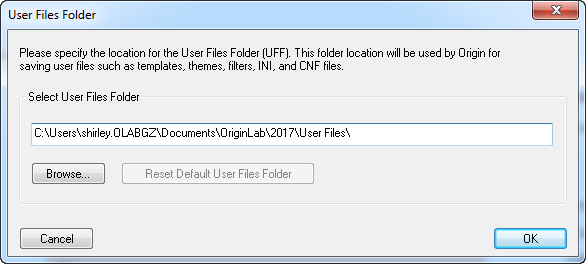 User Files Folder
Please specify the location for the User Files Folder (UFF). This folder location will be used by Origin for
saving user files such as templates, themes, filters, INI, and CNF files.
Select User Files Folder
C:\Users\shirley.OLABGZ\Documents\OriginLab\2017\User Files\
Browse... Reset Default User Files Folder
Cancel OK